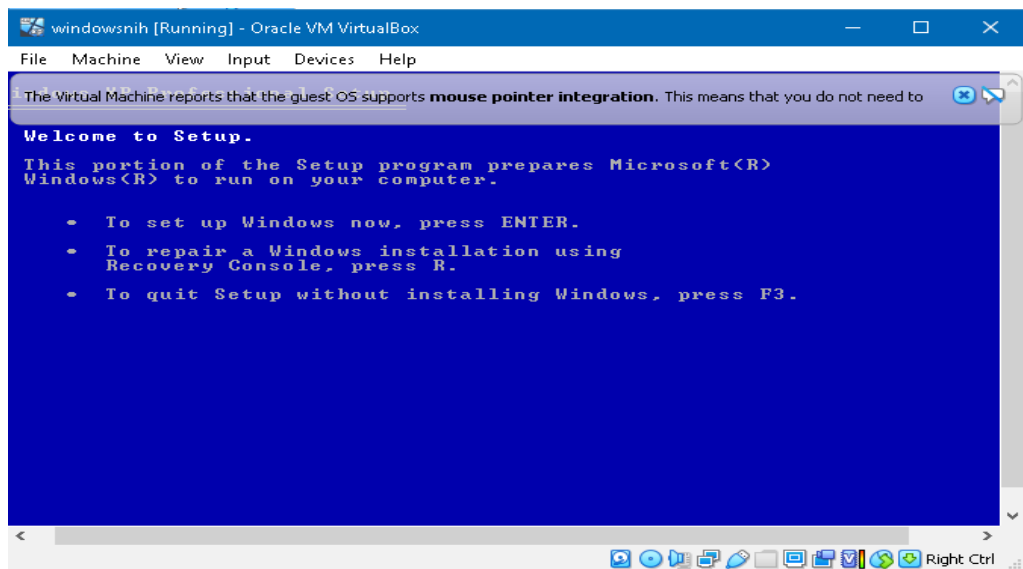 windowsnih [Running] - Oracle VM VirtualBox
File Machine View Input Devices Help
The Virtual Machine reports that the guest OS supports mouse pointer integration. This means that you do not need to
Welcome to Setup.
This portion of the Setup program prepares Microsoft(R)
Windows(R) to run on your computer.
• To set up Windows now, press ENTER.
• To repair a Windows installation using
Recovery Console, press R.
• To quit Setup without installing Windows, press F3.
Right Ctrl